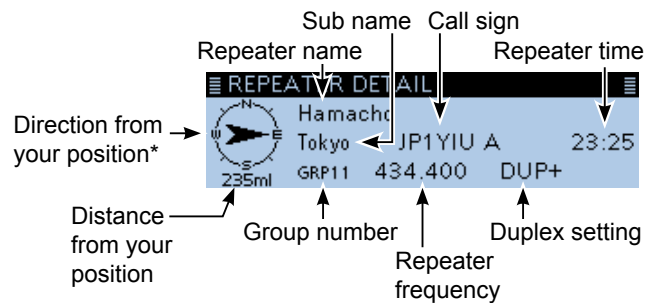 Sub name
Call sign
Repeater name
Repeater time
REPEATER DETAIL
N
Hamacho
Direction from
your position*
W
E
Tokyo
JP1YIU A
23:25
S
235ml
GRP11
434.400
DUP+
Distance
from your
position
Group number
Repeater
frequency
Duplex setting